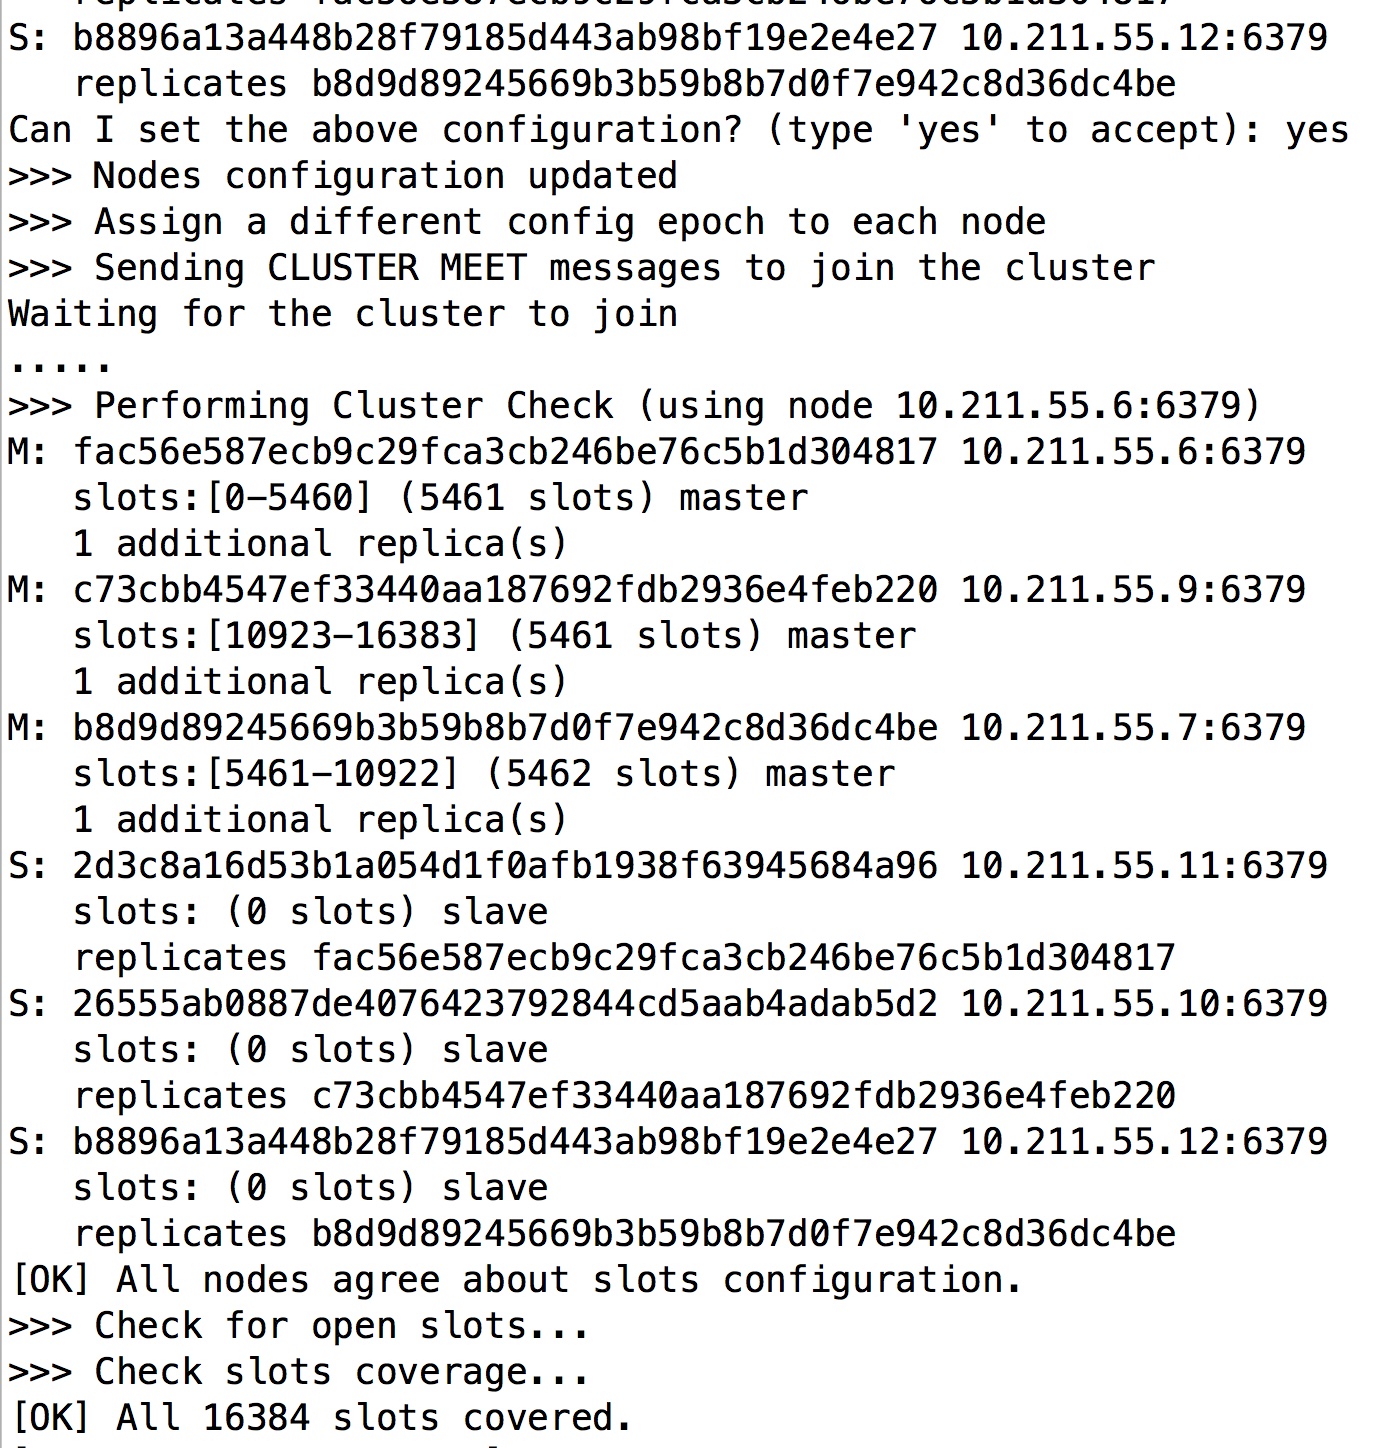 replicates fac56e587ecb9c29fca3cb246be76c5b1d304817
S: b8896a13a448b28f79185d443ab98bf19e2e4e27 10.211.55.12:6379
replicates b8d9d89245669b3b59b8b7d0f7e942c8d36dc4be
Can I set the above configuration? (type 'yes' to accept): yes
>>> Nodes configuration updated
>>> Assign a different config epoch to each node
>>> Sending CLUSTER MEET messages to join the cluster
Waiting for the cluster to join
.....
>>> Performing Cluster Check (using node 10.211.55.6:6379)
M: fac56e587ecb9c29fca3cb246be76c5b1d304817 10.211.55.6:6379
slots:[0-5460] (5461 slots) master
1 additional replica(s)
M: c73cbb4547ef33440aa187692fdb2936e4feb220 10.211.55.9:6379
slots:[10923-16383] (5461 slots) master
1 additional replica(s)
M: b8d9d89245669b3b59b8b7d0f7e942c8d36dc4be 10.211.55.7:6379
slots:[5461-10922] (5462 slots) master
1 additional replica(s)
S: 2d3c8a16d53b1a054d1f0afb1938f63945684a96 10.211.55.11:6379
slots: (0 slots) slave
replicates fac56e587ecb9c29fca3cb246be76c5b1d304817
S: 26555ab0887de4076423792844cd5aab4adab5d2 10.211.55.10:6379
slots: (0 slots) slave
replicates c73cbb4547ef33440aa187692fdb2936e4feb220
S: b8896a13a448b28f79185d443ab98bf19e2e4e27 10.211.55.12:6379
slots: (0 slots) slave
replicates b8d9d89245669b3b59b8b7d0f7e942c8d36dc4be
[OK] All nodes agree about slots configuration.
>>> Check for open slots...
>>> Check slots coverage...
[OK] All 16384 slots covered.